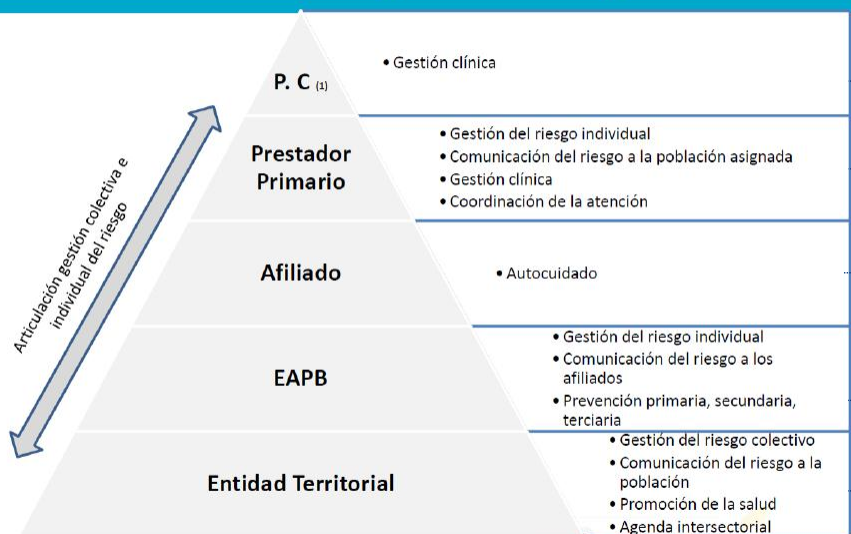 P. C (1)
• Gestión clínica
Prestador
Primario
• Gestión del riesgo individual
• Comunicación del riesgo a la población asignada
• Gestión clínica
• Coordinación de la atención
Afiliado
• Autocuidado
EAPB
• Gestión del riesgo individual
• Comunicación del riesgo a los
afiliados
• Prevención primaria, secundaria,
terciaria
Entidad Territorial
• Gestión del riesgo colectivo
• Comunicación del riesgo a la
población
• Promoción de la salud
• Agenda intersectorial
Articulación gestión colectiva e
individual del riesgo